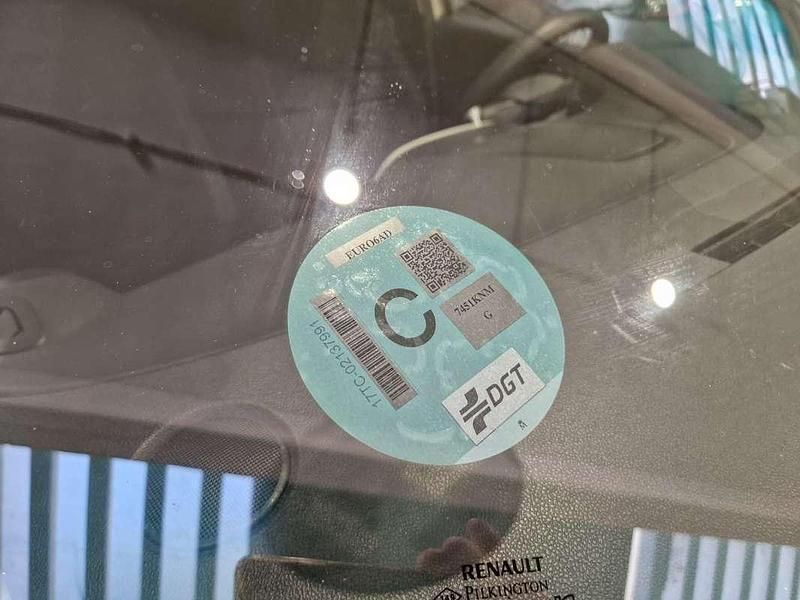 EURO6AD
C
7451KNM
G
17TC-02137991
DGT
RENAULT
PILKINGTON